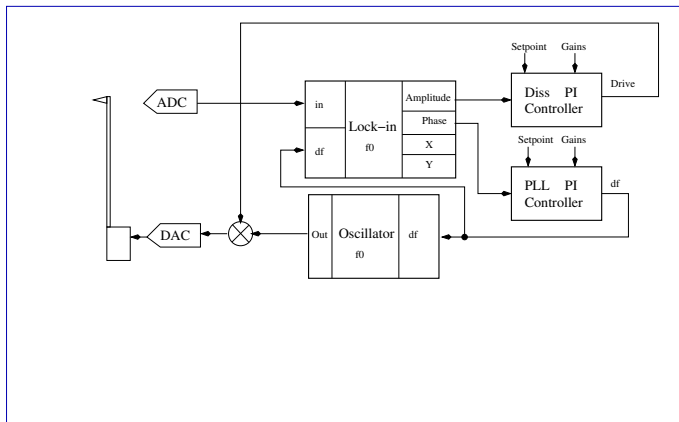 Setpoint Gains
ADC
in
df
Lock-in
f0
Amplitude
Phase
X
Y
Diss PI
Controller
Drive
Setpoint Gains
PLL PI
Controller
df
DAC
Out
Oscillator
f0
df